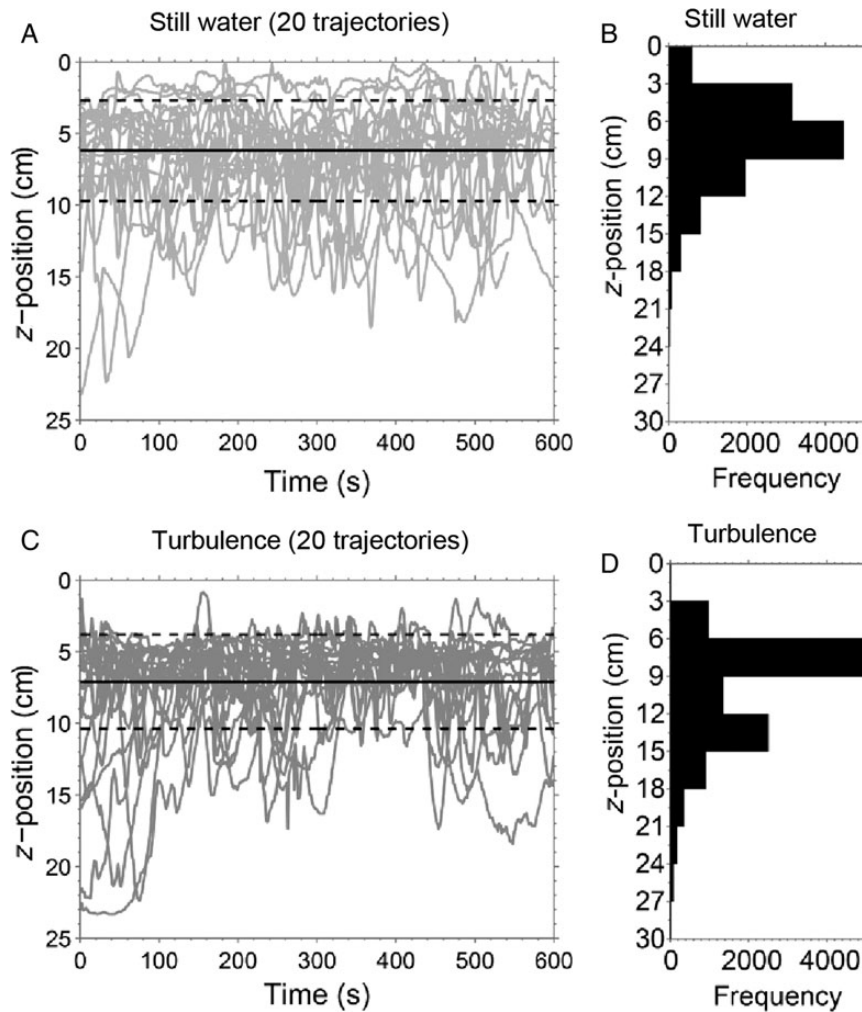 A
Still water (20 trajectories)
0
5
10
15
20
25
z-position (cm)
0 100 200 300 400 500 600
Time (s)
B
Still water
0
3
6
9
12
15
18
21
24
27
30
z-position (cm)
0 2000 4000
Frequency
C
Turbulence (20 trajectories)
0
5
10
15
20
25
z-position (cm)
0 100 200 300 400 500 600
Time (s)
D
Turbulence
0
3
6
9
12
15
18
21
24
27
30
z-position (cm)
0 2000 4000
Frequency